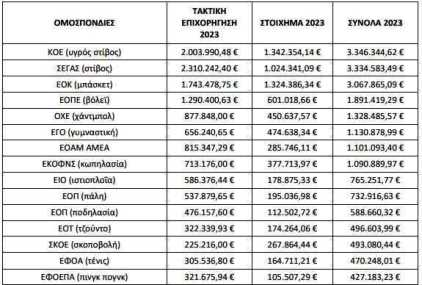 ΟΜΟΣΠΟΝΔΙΕΣ ΤΑΚΤΙΚΗ ΕΠΙΧΟΡΗΓΗΣΗ 2023 ΣΤΟΙΧΗΜΑ 2023 ΣΥΝΟΛΑ 2023
ΚΟΕ (υγρός στίβος) 2.003.990,48 € 1.342.354,14 € 3.346.344,62 €
ΣΕΓΑΣ (στίβος) 2.310.242,40 € 1.024.341,09 € 3.334.583,49 €
ΕΟΚ (μπάσκετ) 1.743.478,75 € 1.324.386,34 € 3.067.865,09 €
ΕΟΠΕ (βόλεϊ) 1.290.400,63 € 601.018,66 € 1.891.419,29 €
ΟΧΕ (χάντμπολ) 877.848,00 € 450.637,57 € 1.328.485,57 €
ΕΓΟ (γυμναστική) 656.240,65 € 474.638,34 € 1.130.878,99 €
ΕΟΑΜ ΑΜΕΑ 815.347,29 € 285.746,11 € 1.101.093,40 €
ΕΚΟΦΝΣ (κωπηλασία) 713.176,00 € 377.713,97 € 1.090.889,97 €
ΕΙΟ (ιστιοπλοΐα) 586.376,44 € 178.875,33 € 765.251,77 €
ΕΟΠ (πάλη) 537.879,65 € 195.036,98 € 732.916,63 €
ΕΟΠ (ποδηλασία) 476.157,60 € 112.502,72 € 588.660,32 €
ΕΟΤ (τζούντο) 322.339,93 € 174.264,06 € 496.603,99 €
ΣΚΟΕ (σκοποβολή) 225.216,00 € 267.864,44 € 493.080,44 €
ΕΦΟΑ (τένις) 305.536,80 € 164.711,21 € 470.248,01 €
ΕΦΟΕΠΑ (πινγκ πογνκ) 321.675,94 € 105.507,29 € 427.183,23 €